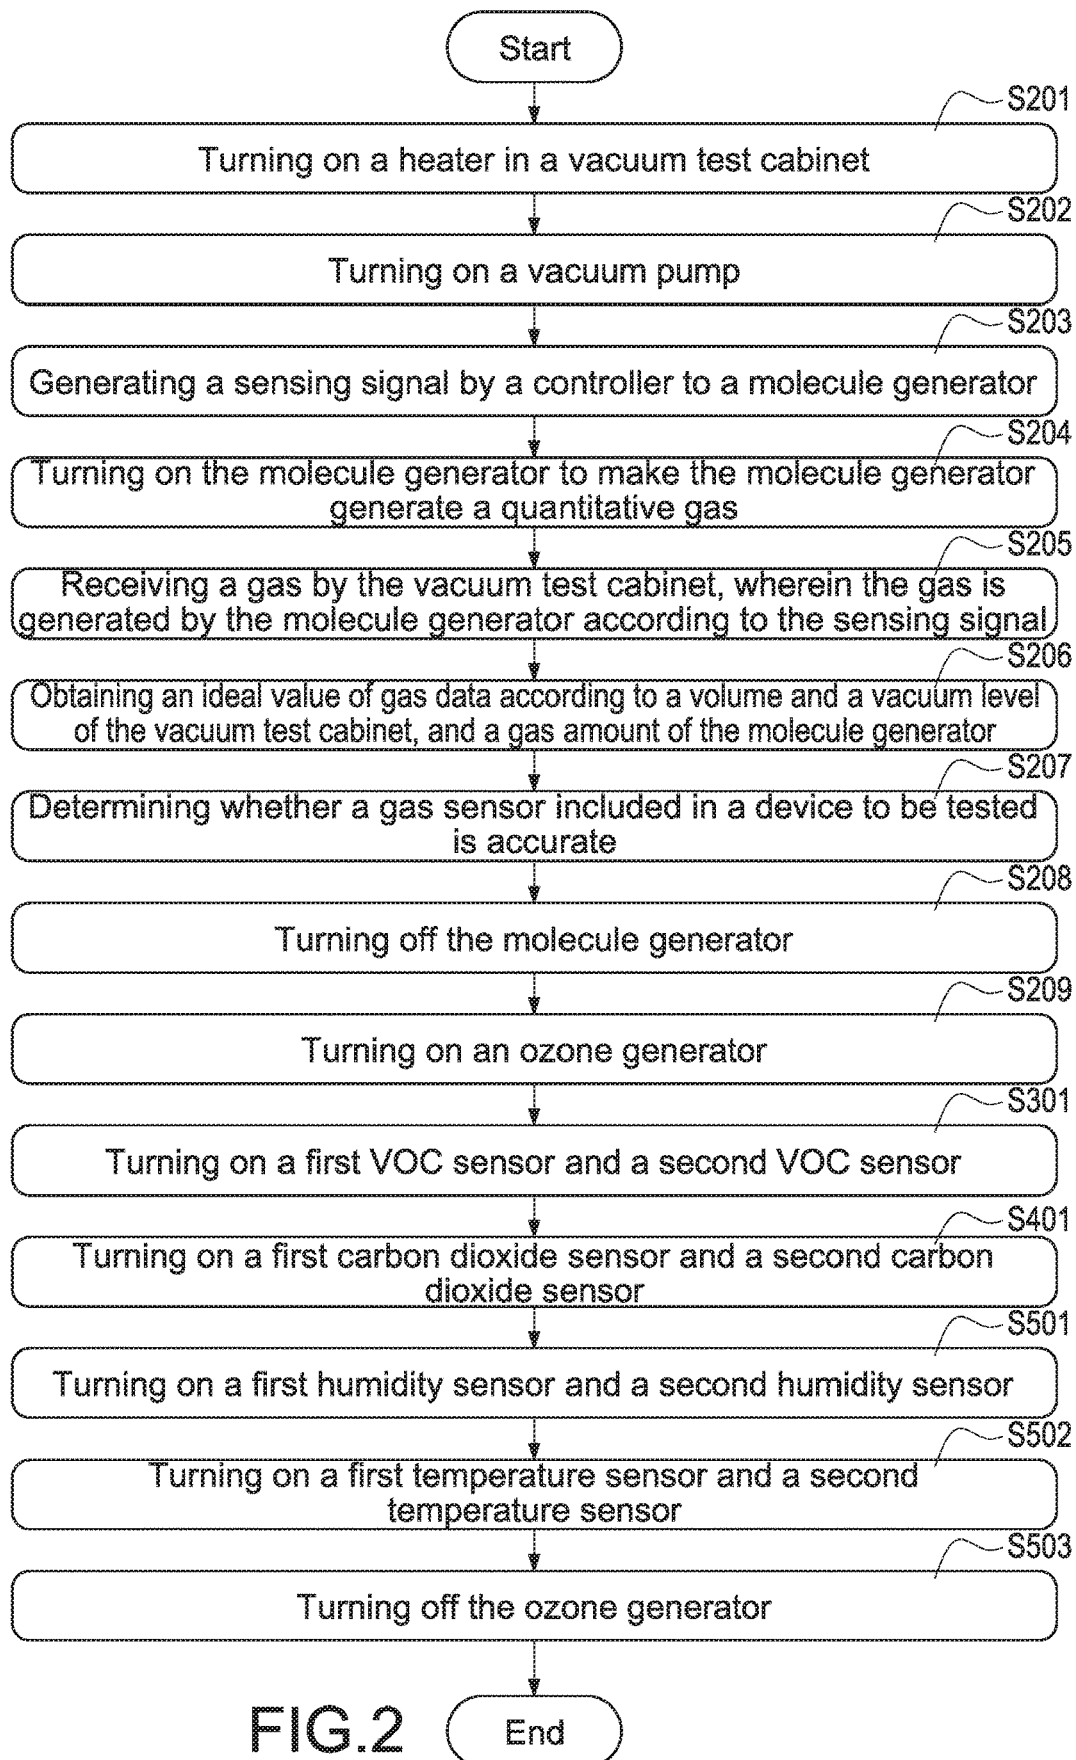 Start
S201
Turning on a heater in a vacuum test cabinet
S202
Turning on a vacuum pump
S203
Generating a sensing signal by a controller to a molecule generator
S204
Turning on the molecule generator to make the molecule generator
generate a quantitative gas
S205
Receiving a gas by the vacuum test cabinet, wherein the gas is
generated by the molecule generator according to the sensing signal
S206
Obtaining an ideal value of gas data according to a volume and a vacuum level
of the vacuum test cabinet, and a gas amount of the molecule generator
S207
Determining whether a gas sensor included in a device to be tested
is accurate
S208
Turning off the molecule generator
S209
Turning on an ozone generator
S301
Turning on a first VOC sensor and a second VOC sensor
S401
Turning on a first carbon dioxide sensor and a second carbon
dioxide sensor
S501
Turning on a first humidity sensor and a second humidity sensor
S502
Turning on a first temperature sensor and a second
temperature sensor
S503
Turning off the ozone generator
End
FIG.2